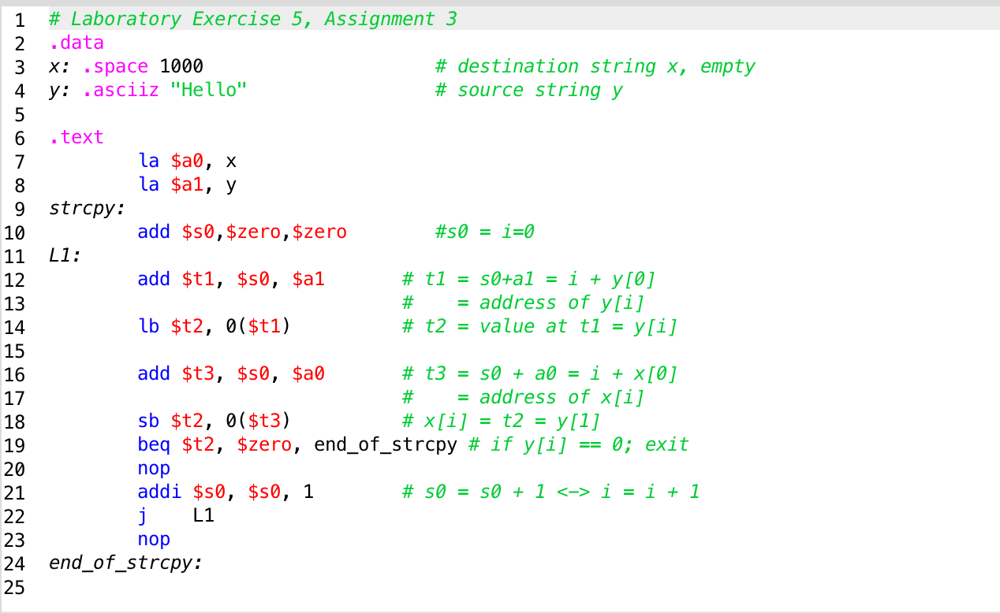 1 # Laboratory Exercise 5, Assignment 3
2 .data
3 x: .space 1000 # destination string x, empty
4 y: .asciiz "Hello" # source string y
5
6 .text
7 la $a0, x
8 la $a1, y
9 strcpy:
10 add $s0,$zero,$zero #s0 = i=0
11 L1:
12 add $t1, $s0, $a1 # t1 = s0+a1 = i + y[0]
13 # = address of y[i]
14 lb $t2, 0($t1) # t2 = value at t1 = y[i]
15
16 add $t3, $s0, $a0 # t3 = s0 + a0 = i + x[0]
17 # = address of x[i]
18 sb $t2, 0($t3) # x[i] = t2 = y[1]
19 beq $t2, $zero, end_of_strcpy # if y[i] == 0; exit
20 nop
21 addi $s0, $s0, 1 # s0 = s0 + 1 <-> i = i + 1
22 j L1
23 nop
24 end_of_strcpy:
25